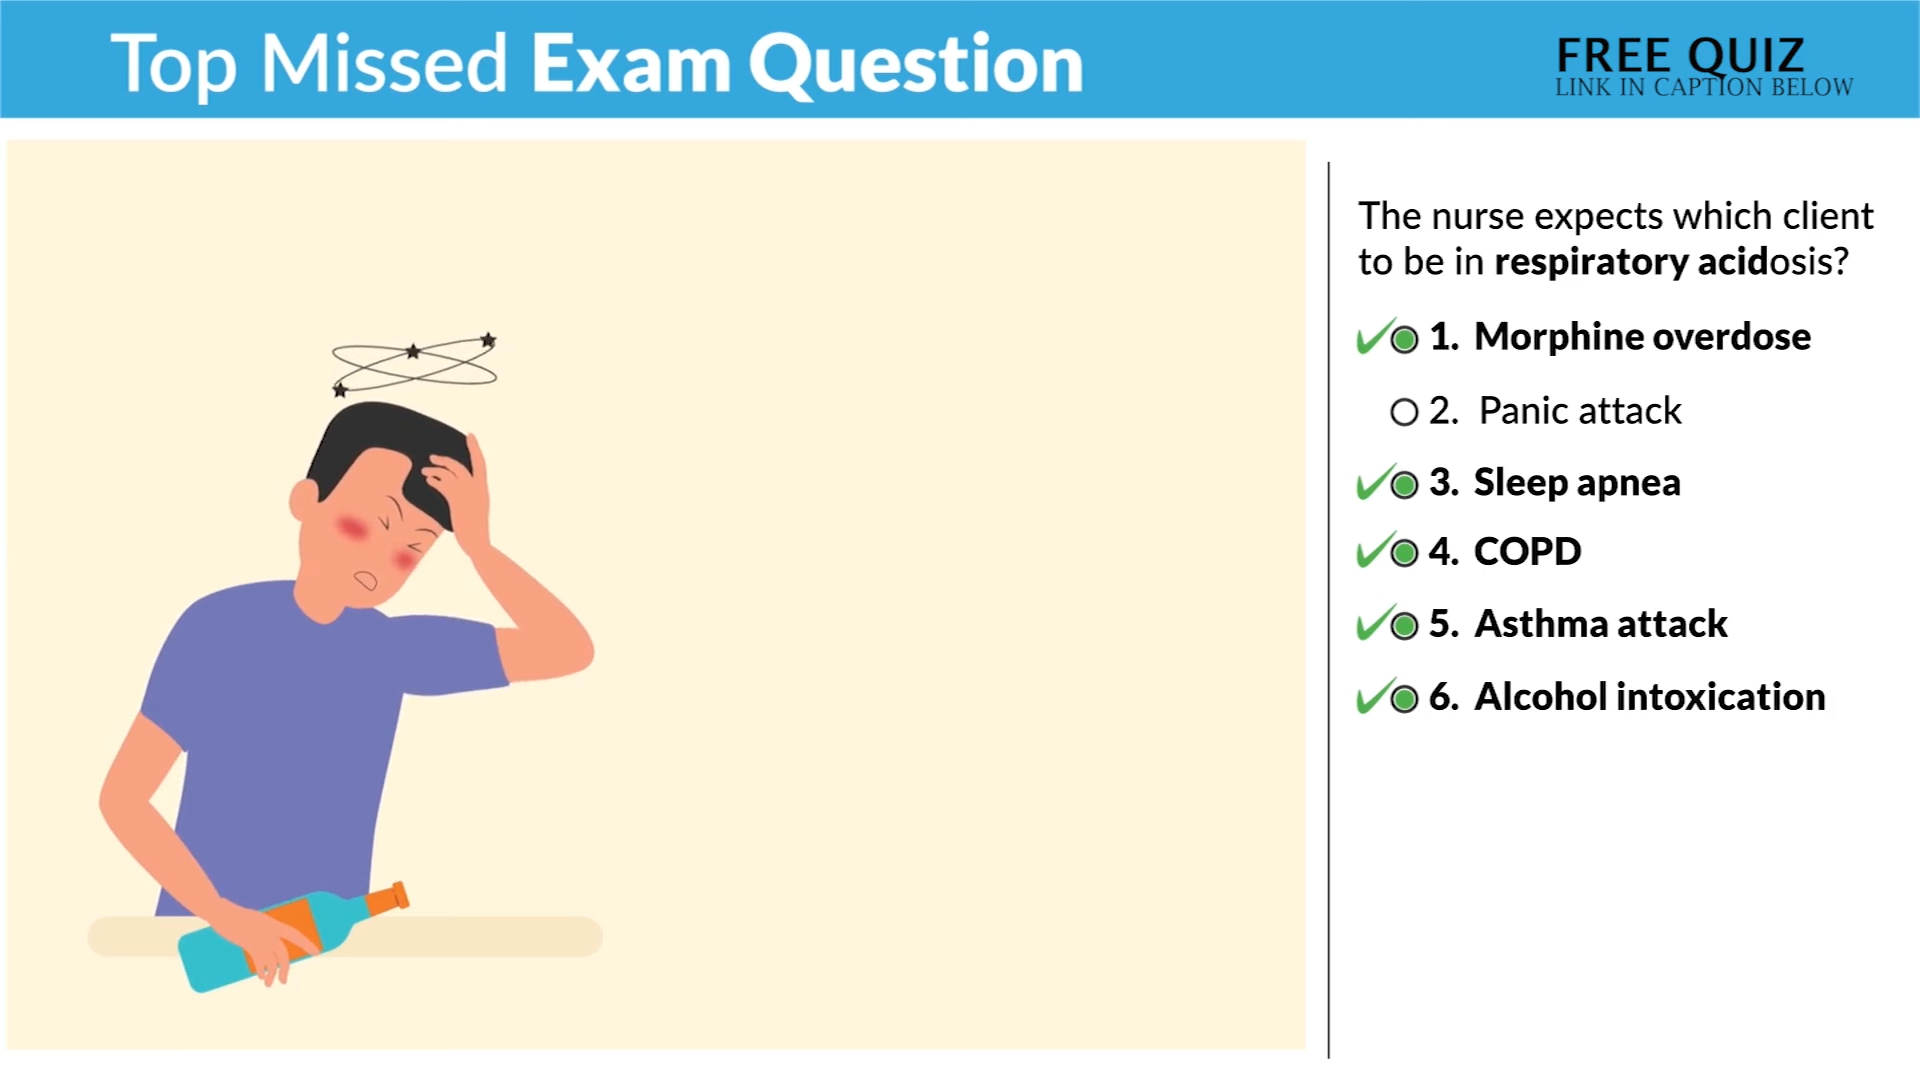 Top Missed Exam Question
FREE QUIZ
LINK IN CAPTION BELOW
The nurse expects which client
to be in respiratory acidosis?
1. Morphine overdose
2. Panic attack
3. Sleep apnea
4. COPD
5. Asthma attack
6. Alcohol intoxication